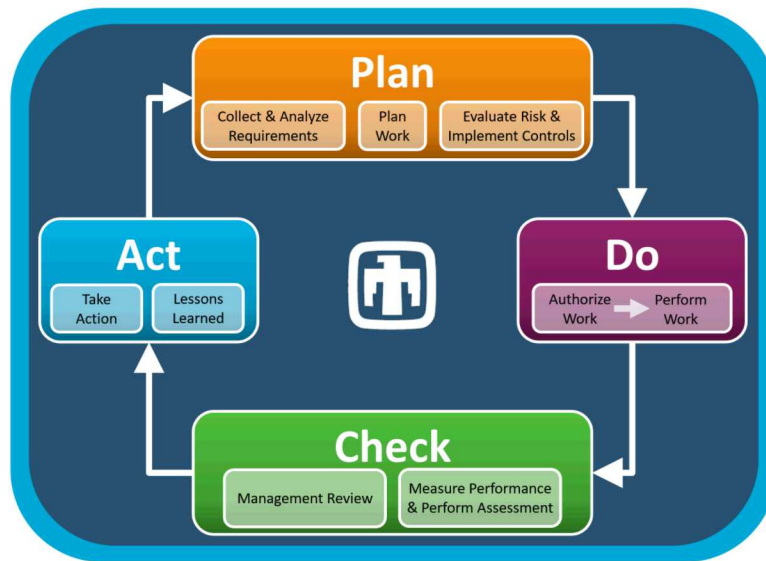 Plan
Collect & Analyze
Requirements
Plan
Work
Evaluate Risk &
Implement Controls
Do
Authorize
Work
Perform
Work
Check
Management Review
Measure Performance
& Perform Assessment
Act
Take
Action
Lessons
Learned